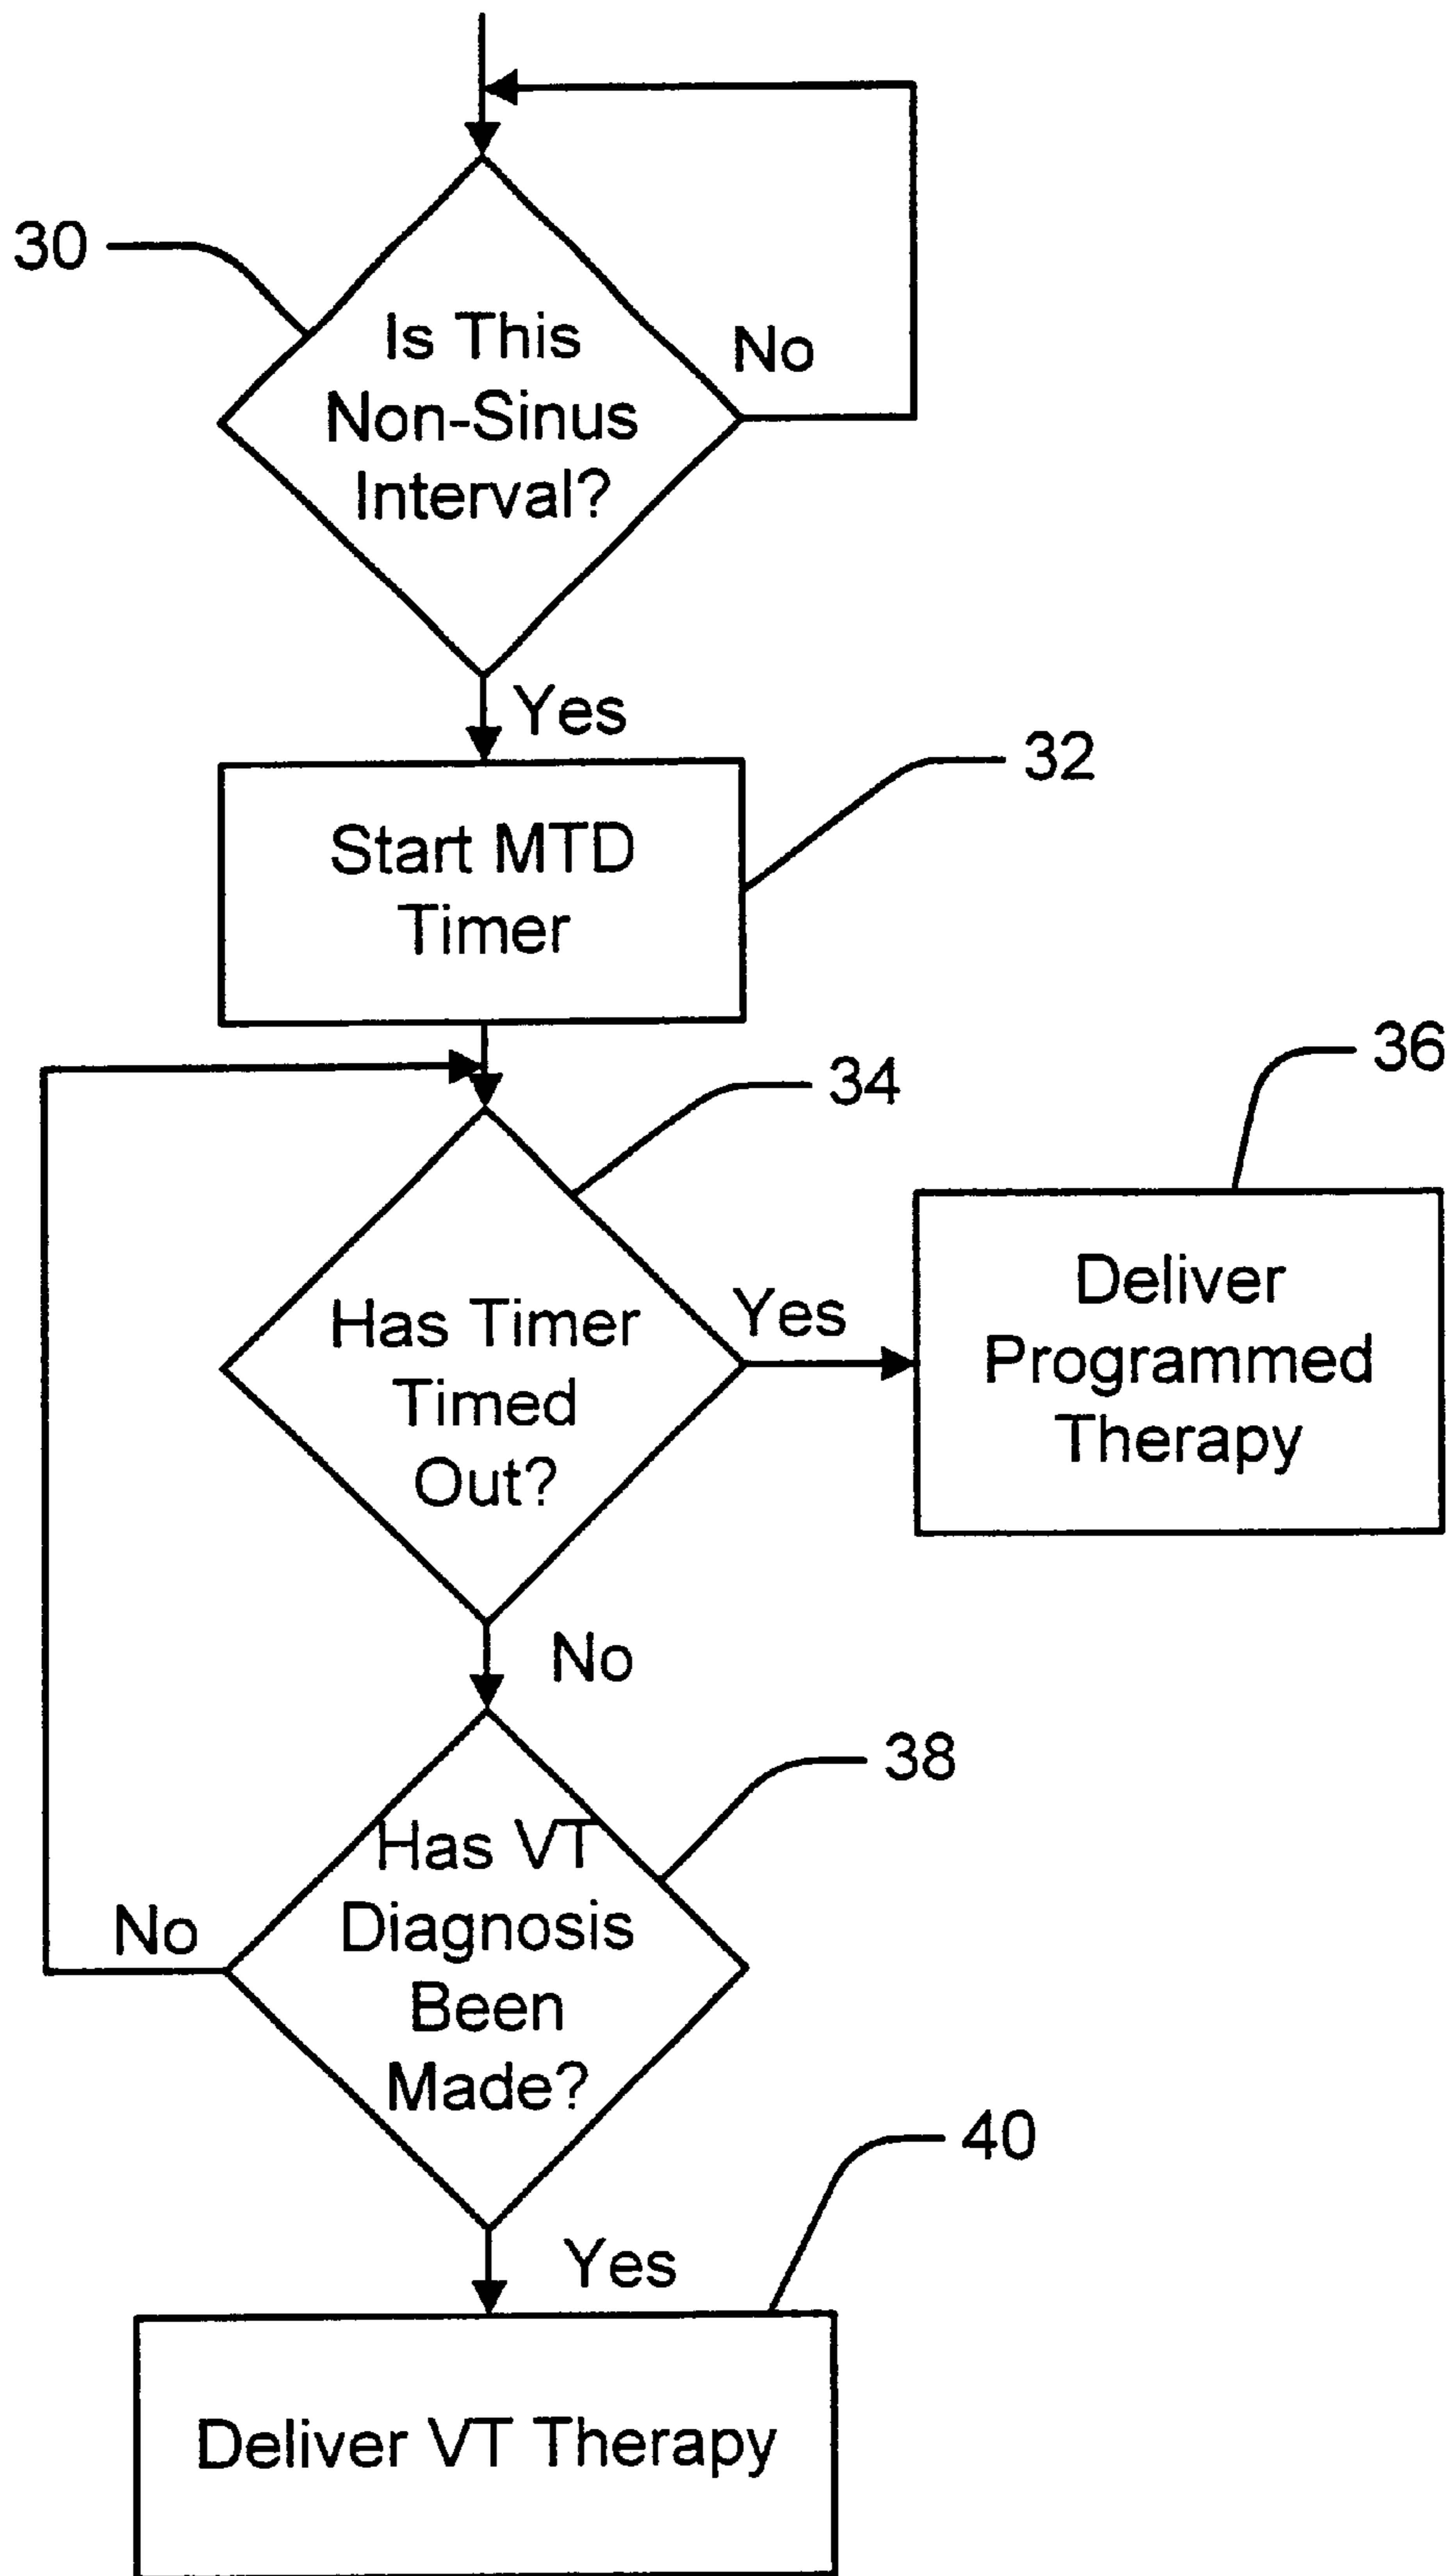 30
Is This
Non-Sinus
Interval?
No
Yes
32
Start MTD
Timer
34
36
Has Timer
Timed
Out?
Yes
Deliver
Programmed
Therapy
No
38
Has VT
Diagnosis
Been
Made?
No
40
Yes
Deliver VT Therapy